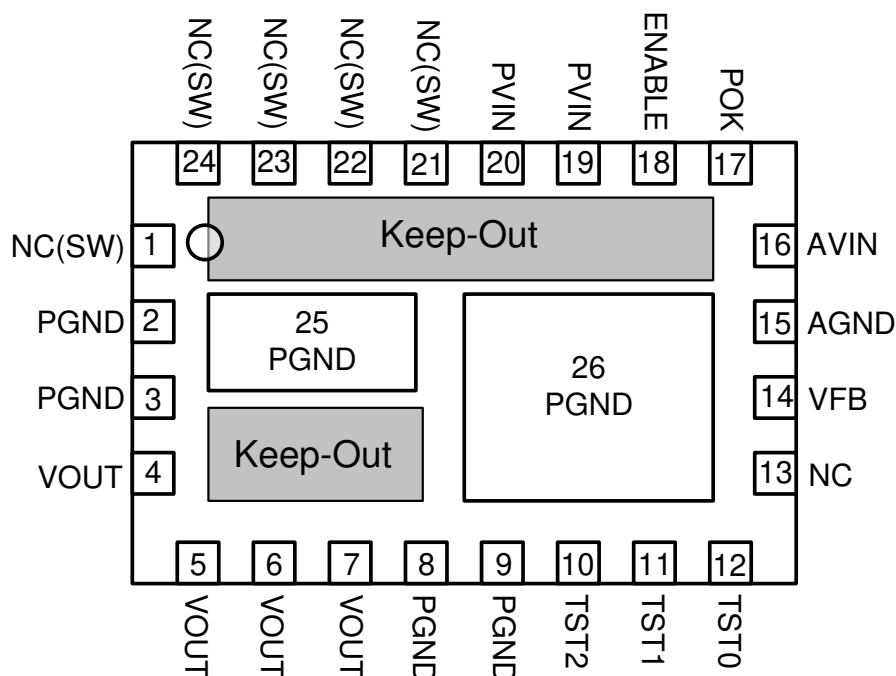 NC(SW)
NC(SW)
NC(SW)
NC(SW)
PVIN
PVIN
ENABLE
POK
24
23
22
21
20
19
18
17
NC(SW)
1
Keep-Out
16
AVIN
PGND
2
25
PGND
15
AGND
PGND
3
26
PGND
14
VFB
VOUT
4
Keep-Out
13
NC
5
6
7
8
9
10
11
12
VOUT
VOUT
VOUT
PGND
PGND
TST2
TST1
TST0